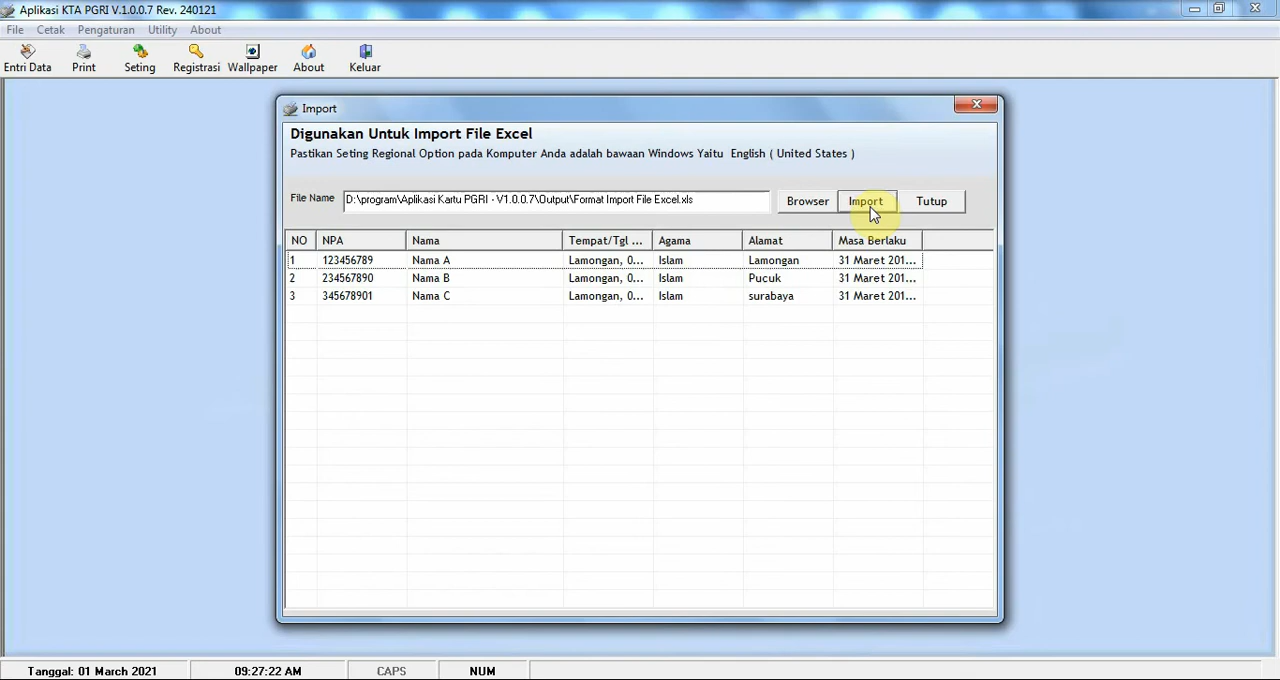 Aplikasi KTA PGRI V.1.0.0.7 Rev. 240121
File Cetak Pengaturan Utility About
Entri Data Print Seting Registrasi Wallpaper About Keluar
Import
Digunakan Untuk Import File Excel
Pastikan Seting Regional Option pada Komputer Anda adalah bawaan Windows Yaitu English ( United States )
File Name D:\program\Aplikasi Kartu PGRI - V1.0.0.7\Output\Format Import File Excel.xls Browser Import Tutup
NO NPA Nama Tempat/Tgl ... Agama Alamat Masa Berlaku
1 123456789 Nama A Lamongan, 0... Islam Lamongan 31 Maret 201...
2 234567890 Nama B Lamongan, 0... Islam Pucuk 31 Maret 201...
3 345678901 Nama C Lamongan, 0... Islam surabaya 31 Maret 201...
Tanggal: 01 March 2021 09:27:22 AM CAPS NUM